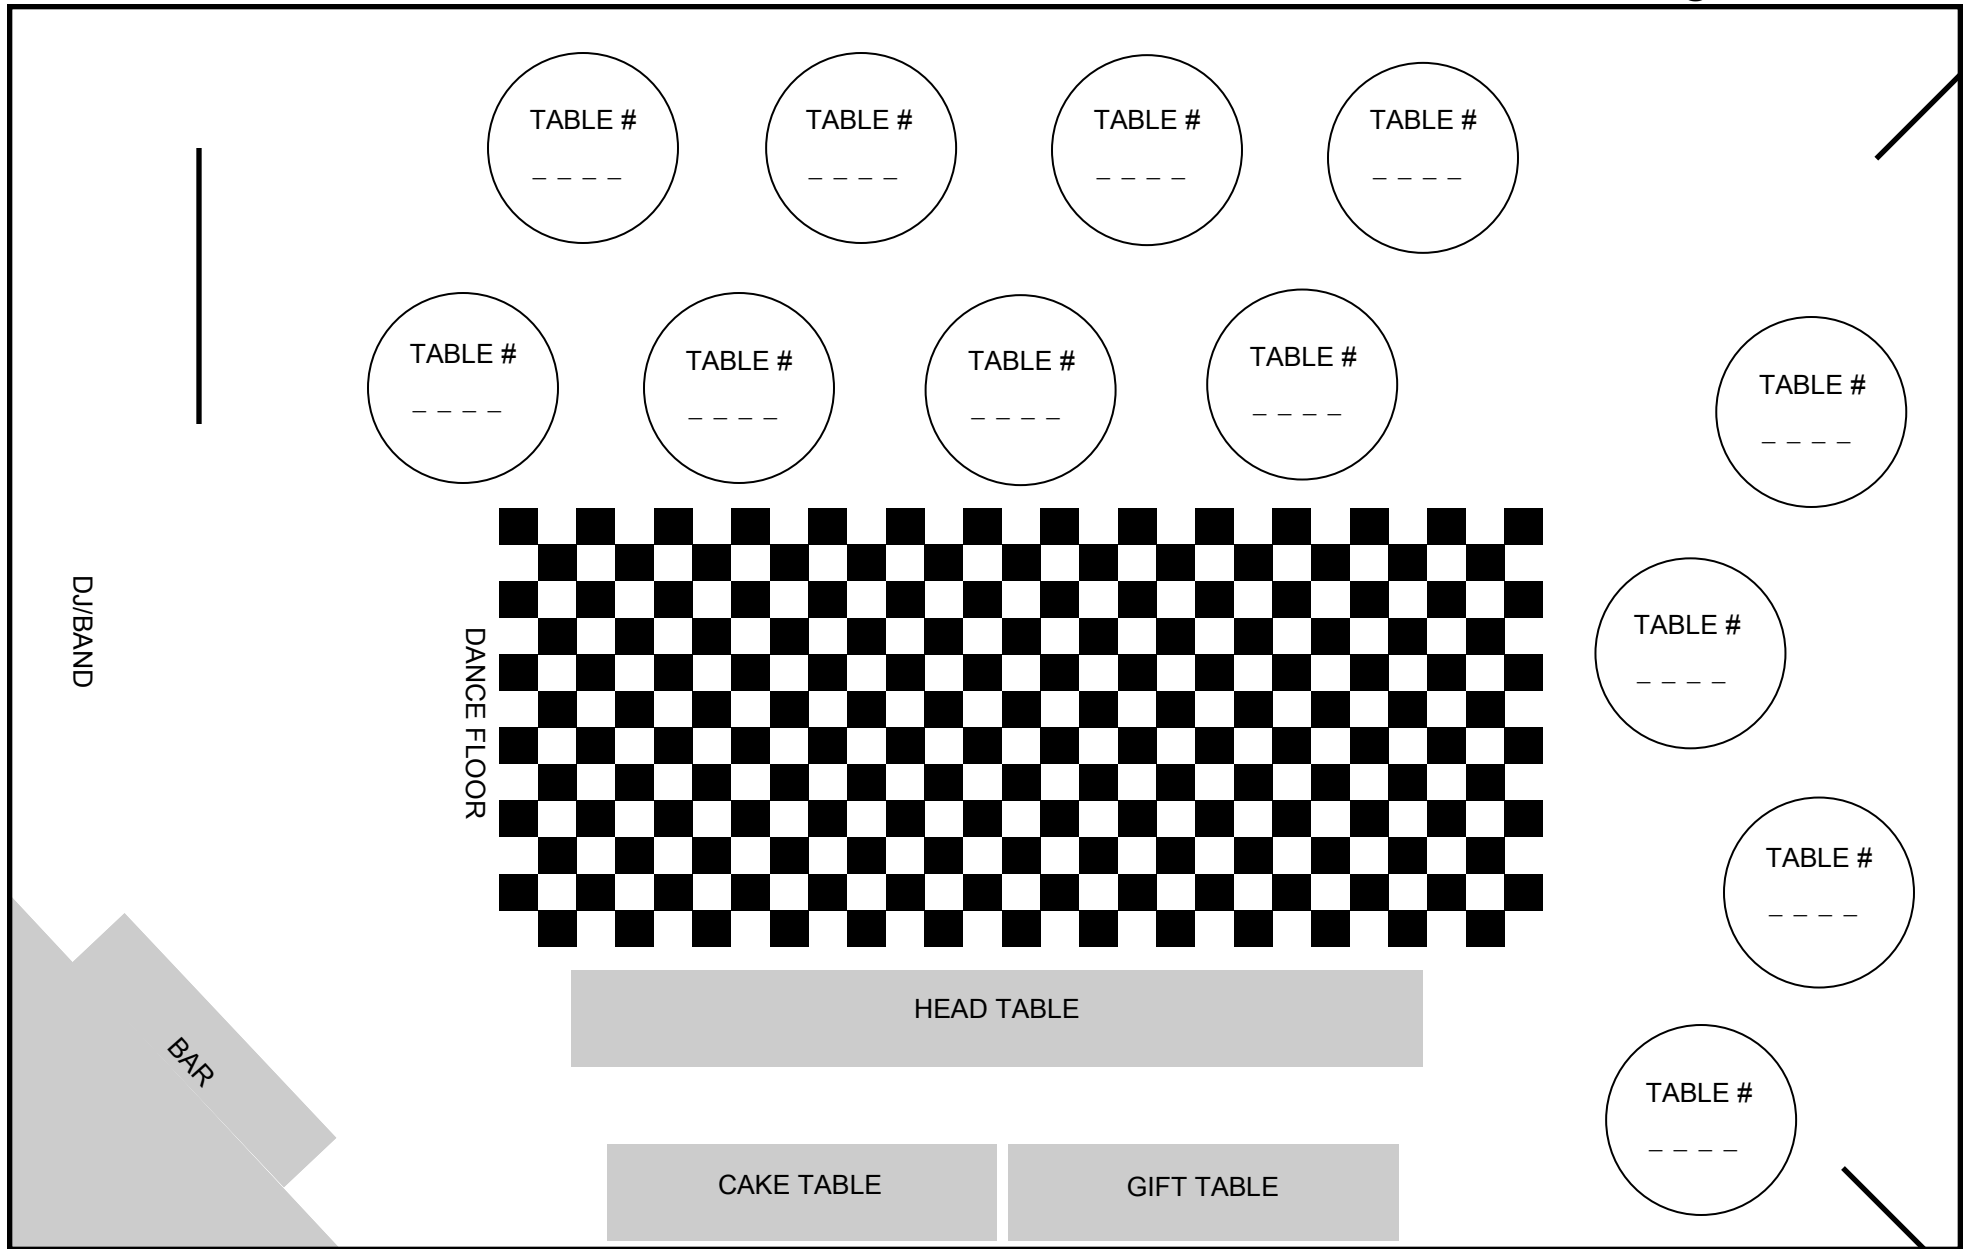 TABLE #
_ _ _ _
TABLE #
_ _ _ _
TABLE #
_ _ _ _
TABLE #
_ _ _ _
TABLE #
_ _ _ _
TABLE #
_ _ _ _
TABLE #
_ _ _ _
TABLE #
_ _ _ _
TABLE #
_ _ _ _
DJ/BAND
DANCE FLOOR
TABLE #
_ _ _ _
TABLE #
_ _ _ _
HEAD TABLE
BAR
TABLE #
_ _ _ _
CAKE TABLE
GIFT TABLE